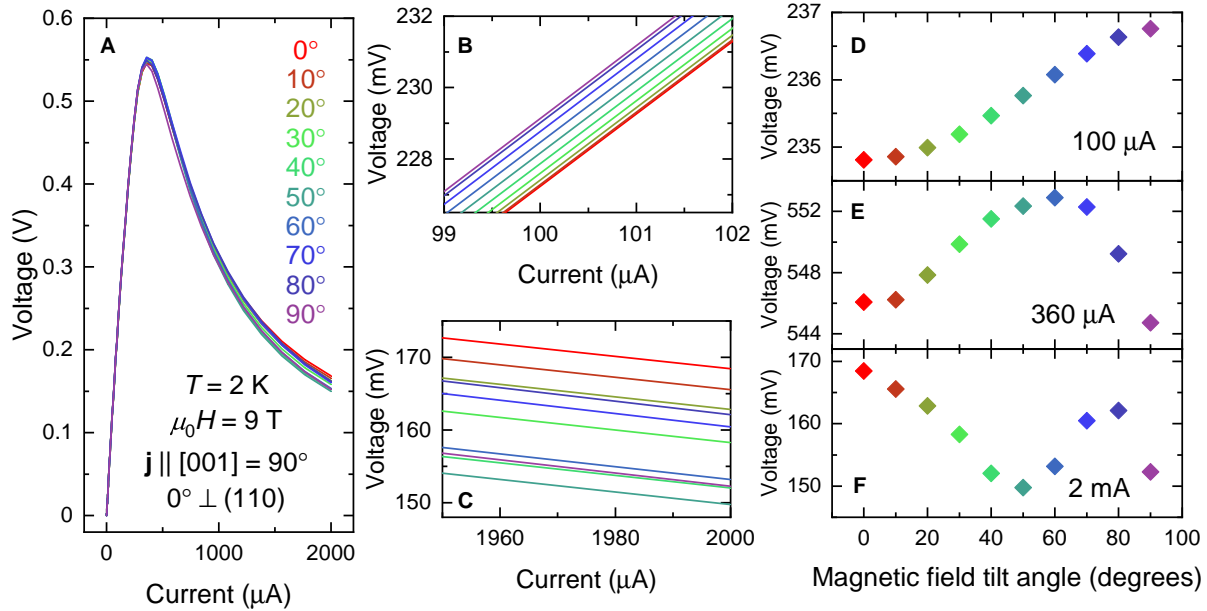 A
0.6
0.5
0.4
0.3
0.2
0.1
0
Voltage (V)
0°
10°
20°
30°
40°
50°
60°
70°
80°
90°
T = 2 K
μ₀H = 9 T
j || [001] = 90°
0° ⊥ (110)
0
1000
2000
Current (μA)
B
232
230
228
Voltage (mV)
99
100
101
102
Current (μA)
170
160
150
Voltage (mV)
C
1960
1980
2000
Current (μA)
D
237
236
235
Voltage (mV)
100 μA
E
552
548
544
Voltage (mV)
360 μA
170
160
150
Voltage (mV)
F
2 mA
0
20
40
60
80
100
Magnetic field tilt angle (degrees)